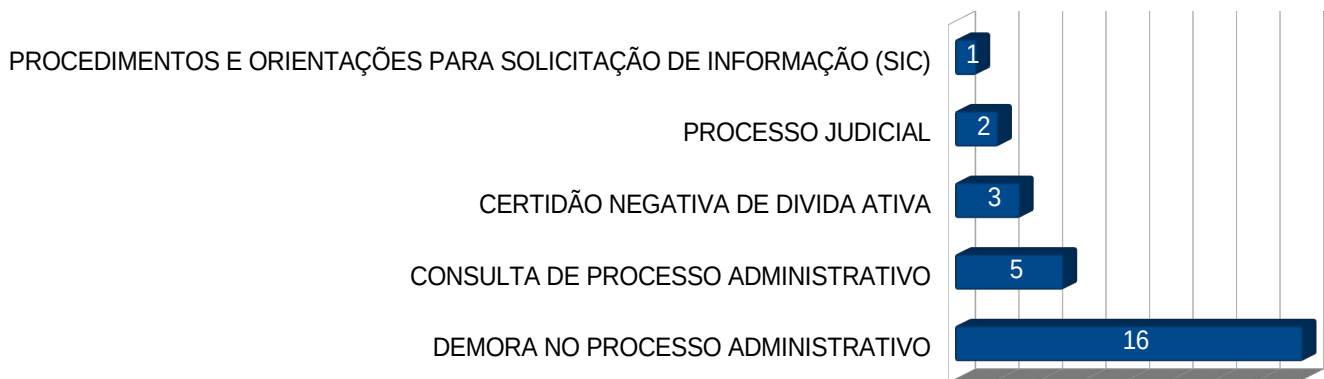 PROCEDIMENTOS E ORIENTAÇÕES PARA SOLICITAÇÃO DE INFORMAÇÃO (SIC) 1
PROCESSO JUDICIAL 2
CERTIDÃO NEGATIVA DE DIVIDA ATIVA 3
CONSULTA DE PROCESSO ADMINISTRATIVO 5
DEMORA NO PROCESSO ADMINISTRATIVO 16